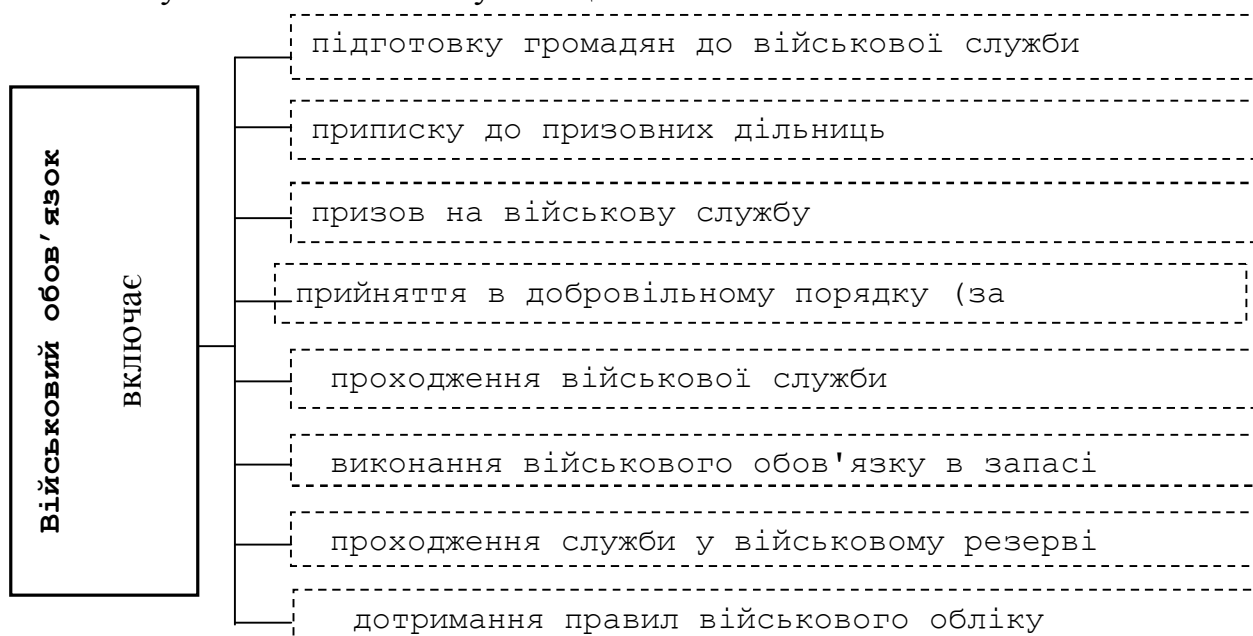 підготовку громадян до військової служби
приписку до призовних дільниць
Військовий обов'язок
включає
призов на військову службу
прийняття в добровільному порядку (за
проходження військової служби
виконання військового обов'язку в запасі
проходження служби у військовому резерві
дотримання правил військового обліку